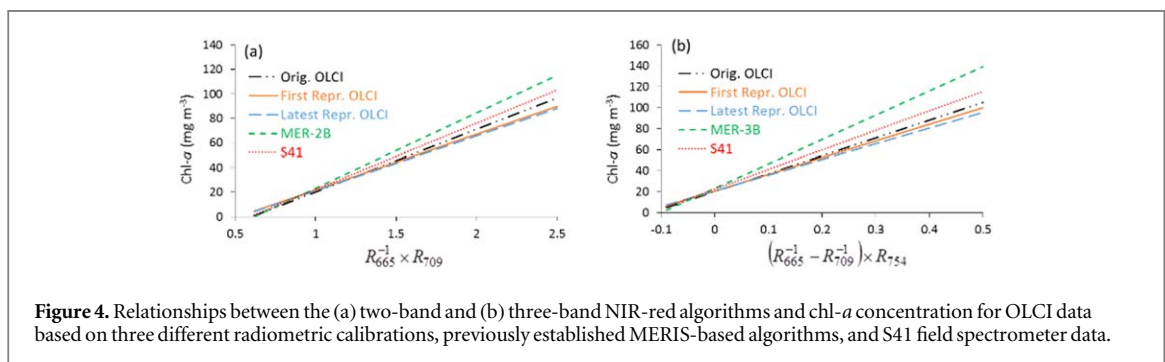 (a)
140
120
100
80
60
40
20
0
Chl-a (mg m⁻³)
Orig. OLCI
First Repr. OLCI
Latest Repr. OLCI
MER-2B
S41
0.5 1 1.5 2 2.5
R₆₆₅⁻¹ × R₇₀₉
(b)
160
140
120
100
80
60
40
20
0
Chl-a (mg m⁻³)
Orig. OLCI
First Repr. OLCI
Latest Repr. OLCI
MER-3B
S41
-0.1 0 0.1 0.2 0.3 0.4 0.5
(R₆₆₅⁻¹ − R₇₀₉⁻¹) × R₇₅₄
Figure 4. Relationships between the (a) two-band and (b) three-band NIR-red algorithms and chl-a concentration for OLCI data
based on three different radiometric calibrations, previously established MERIS-based algorithms, and S41 field spectrometer data.